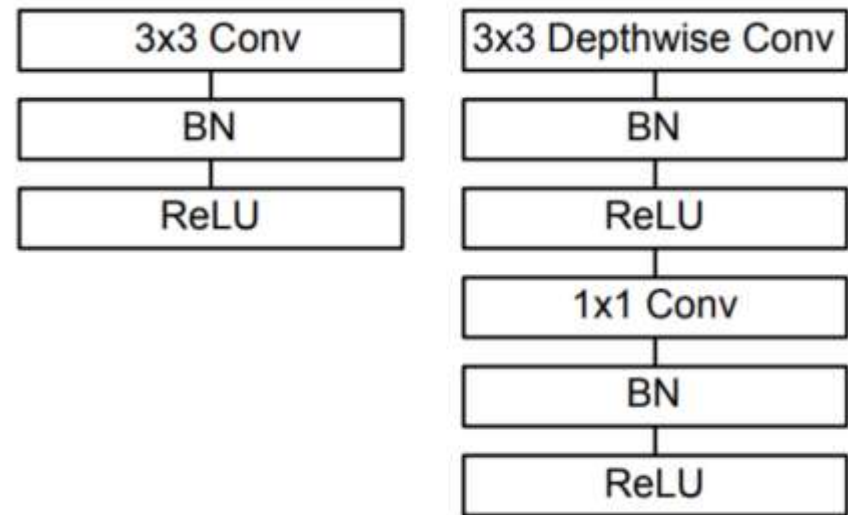 3x3 Conv
BN
ReLU
3x3 Depthwise Conv
BN
ReLU
1x1 Conv
BN
ReLU